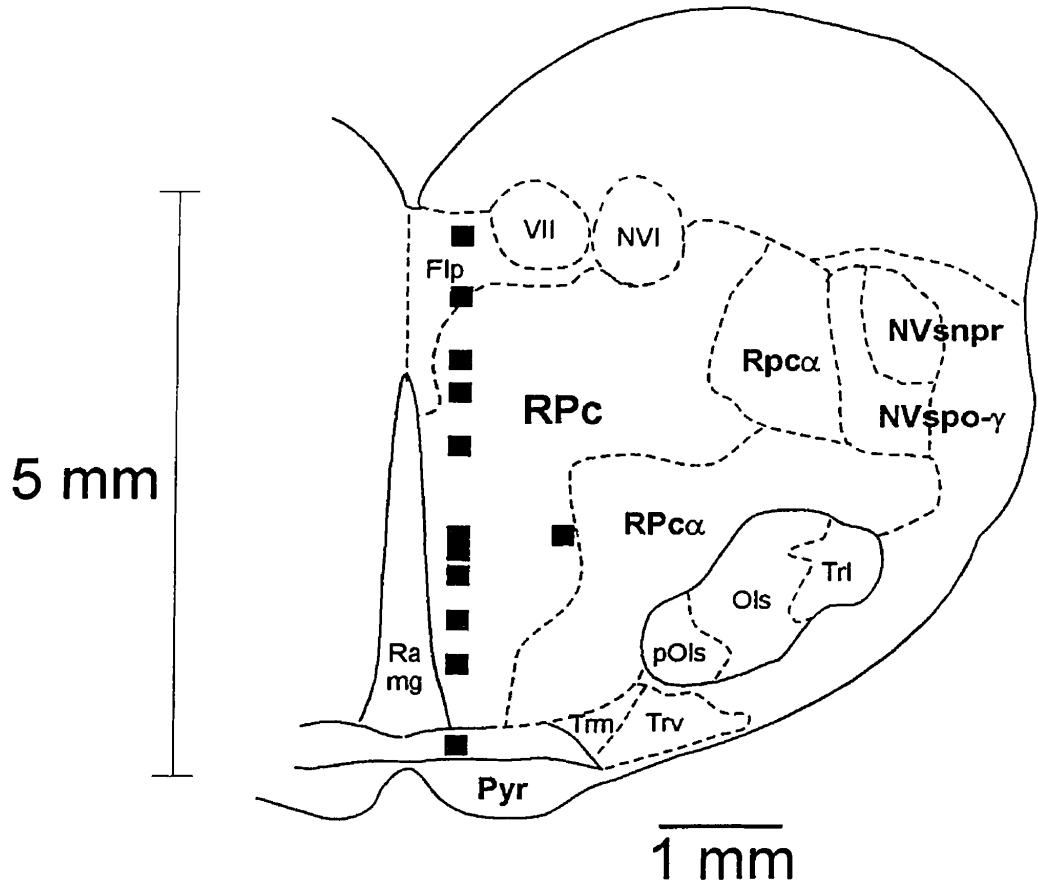 VII
NVI
Flp
NVsnpr
Rpcα
RPc
NVspo-γ
5 mm
RPcα
Trl
Ols
pOls
Ra
mg
Trm
Trv
Pyr
1 mm